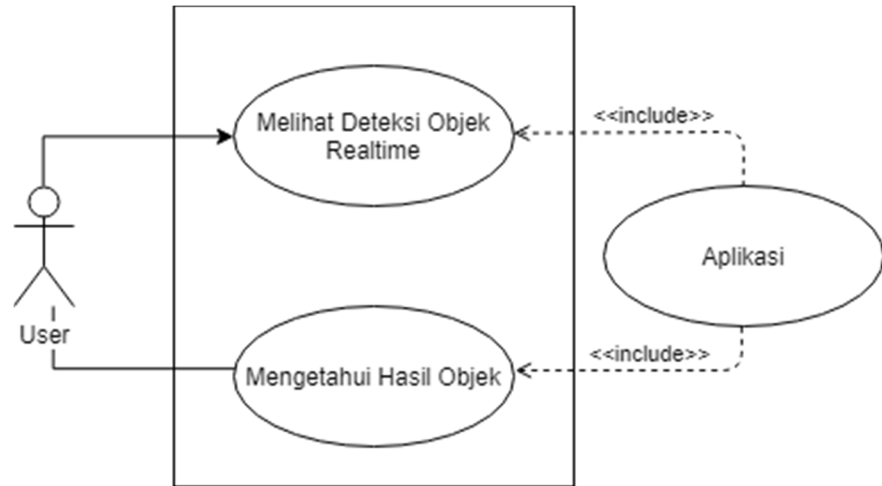 Melihat Deteksi Objek
Realtime
<<include>>
Aplikasi
User
<<include>>
Mengetahui Hasil Objek